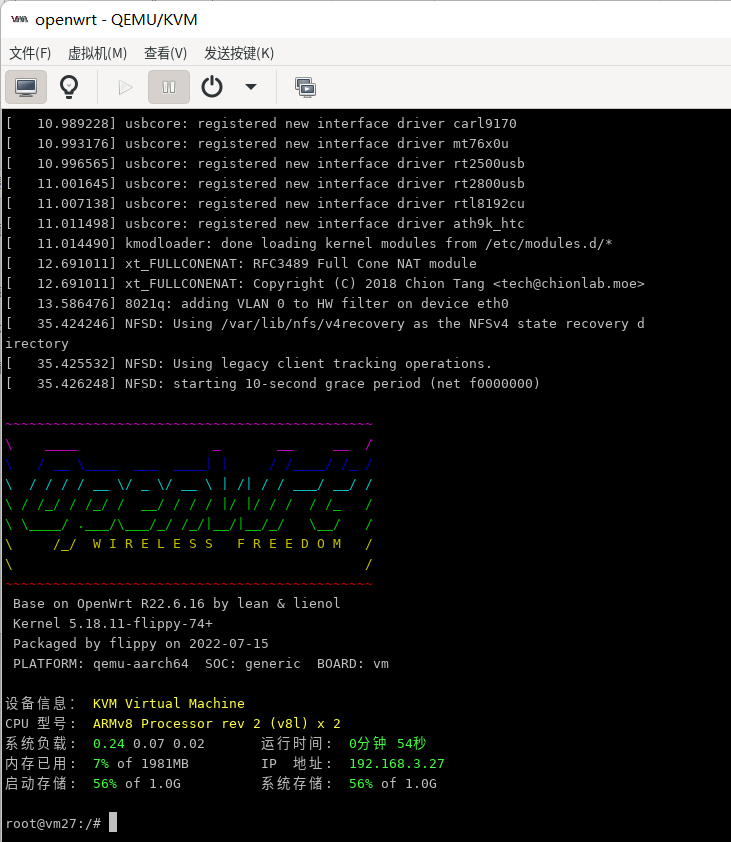 openwrt - QEMU/KVM
文件(F) 虚拟机(M) 查看(V) 发送按键(K)
[   10.989228] usbcore: registered new interface driver carl9170
[   10.993176] usbcore: registered new interface driver mt76x0u
[   10.996565] usbcore: registered new interface driver rt2500usb
[   11.001645] usbcore: registered new interface driver rt2800usb
[   11.007138] usbcore: registered new interface driver rtl8192cu
[   11.011498] usbcore: registered new interface driver ath9k_htc
[   11.014490] kmodloader: done loading kernel modules from /etc/modules.d/*
[   12.691011] xt_FULLCONENAT: RFC3489 Full Cone NAT module
[   12.691011] xt_FULLCONENAT: Copyright (C) 2018 Chion Tang <tech@chionlab.moe>
[   13.586476] 8021q: adding VLAN 0 to HW filter on device eth0
[   35.424246] NFSD: Using /var/lib/nfs/v4recovery as the NFSv4 state recovery d
irectory
[   35.425532] NFSD: Using legacy client tracking operations.
[   35.426248] NFSD: starting 10-second grace period (net f0000000)
W I R E L E S S   F R E E D O M
Base on OpenWrt R22.6.16 by lean & lienol
Kernel 5.18.11-flippy-74+
Packaged by flippy on 2022-07-15
PLATFORM: qemu-aarch64  SOC: generic  BOARD: vm
设备信息: KVM Virtual Machine
CPU 型号: ARMv8 Processor rev 2 (v8l) x 2
系统负载: 0.24 0.07 0.02 运行时间: 0分钟 54秒
内存已用: 7% of 1981MB IP 地址: 192.168.3.27
启动存储: 56% of 1.0G 系统存储: 56% of 1.0G
root@vm27:/#